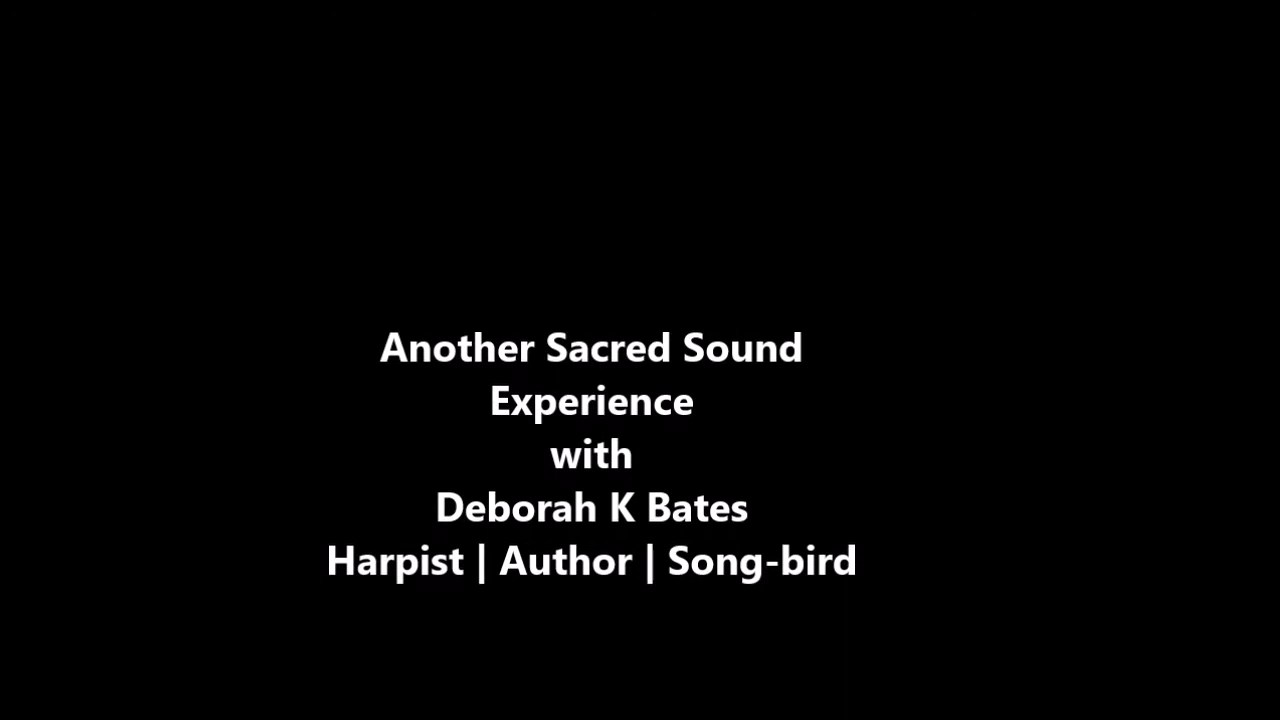 Another Sacred Sound
Experience
with
Deborah K Bates
Harpist | Author | Song-bird